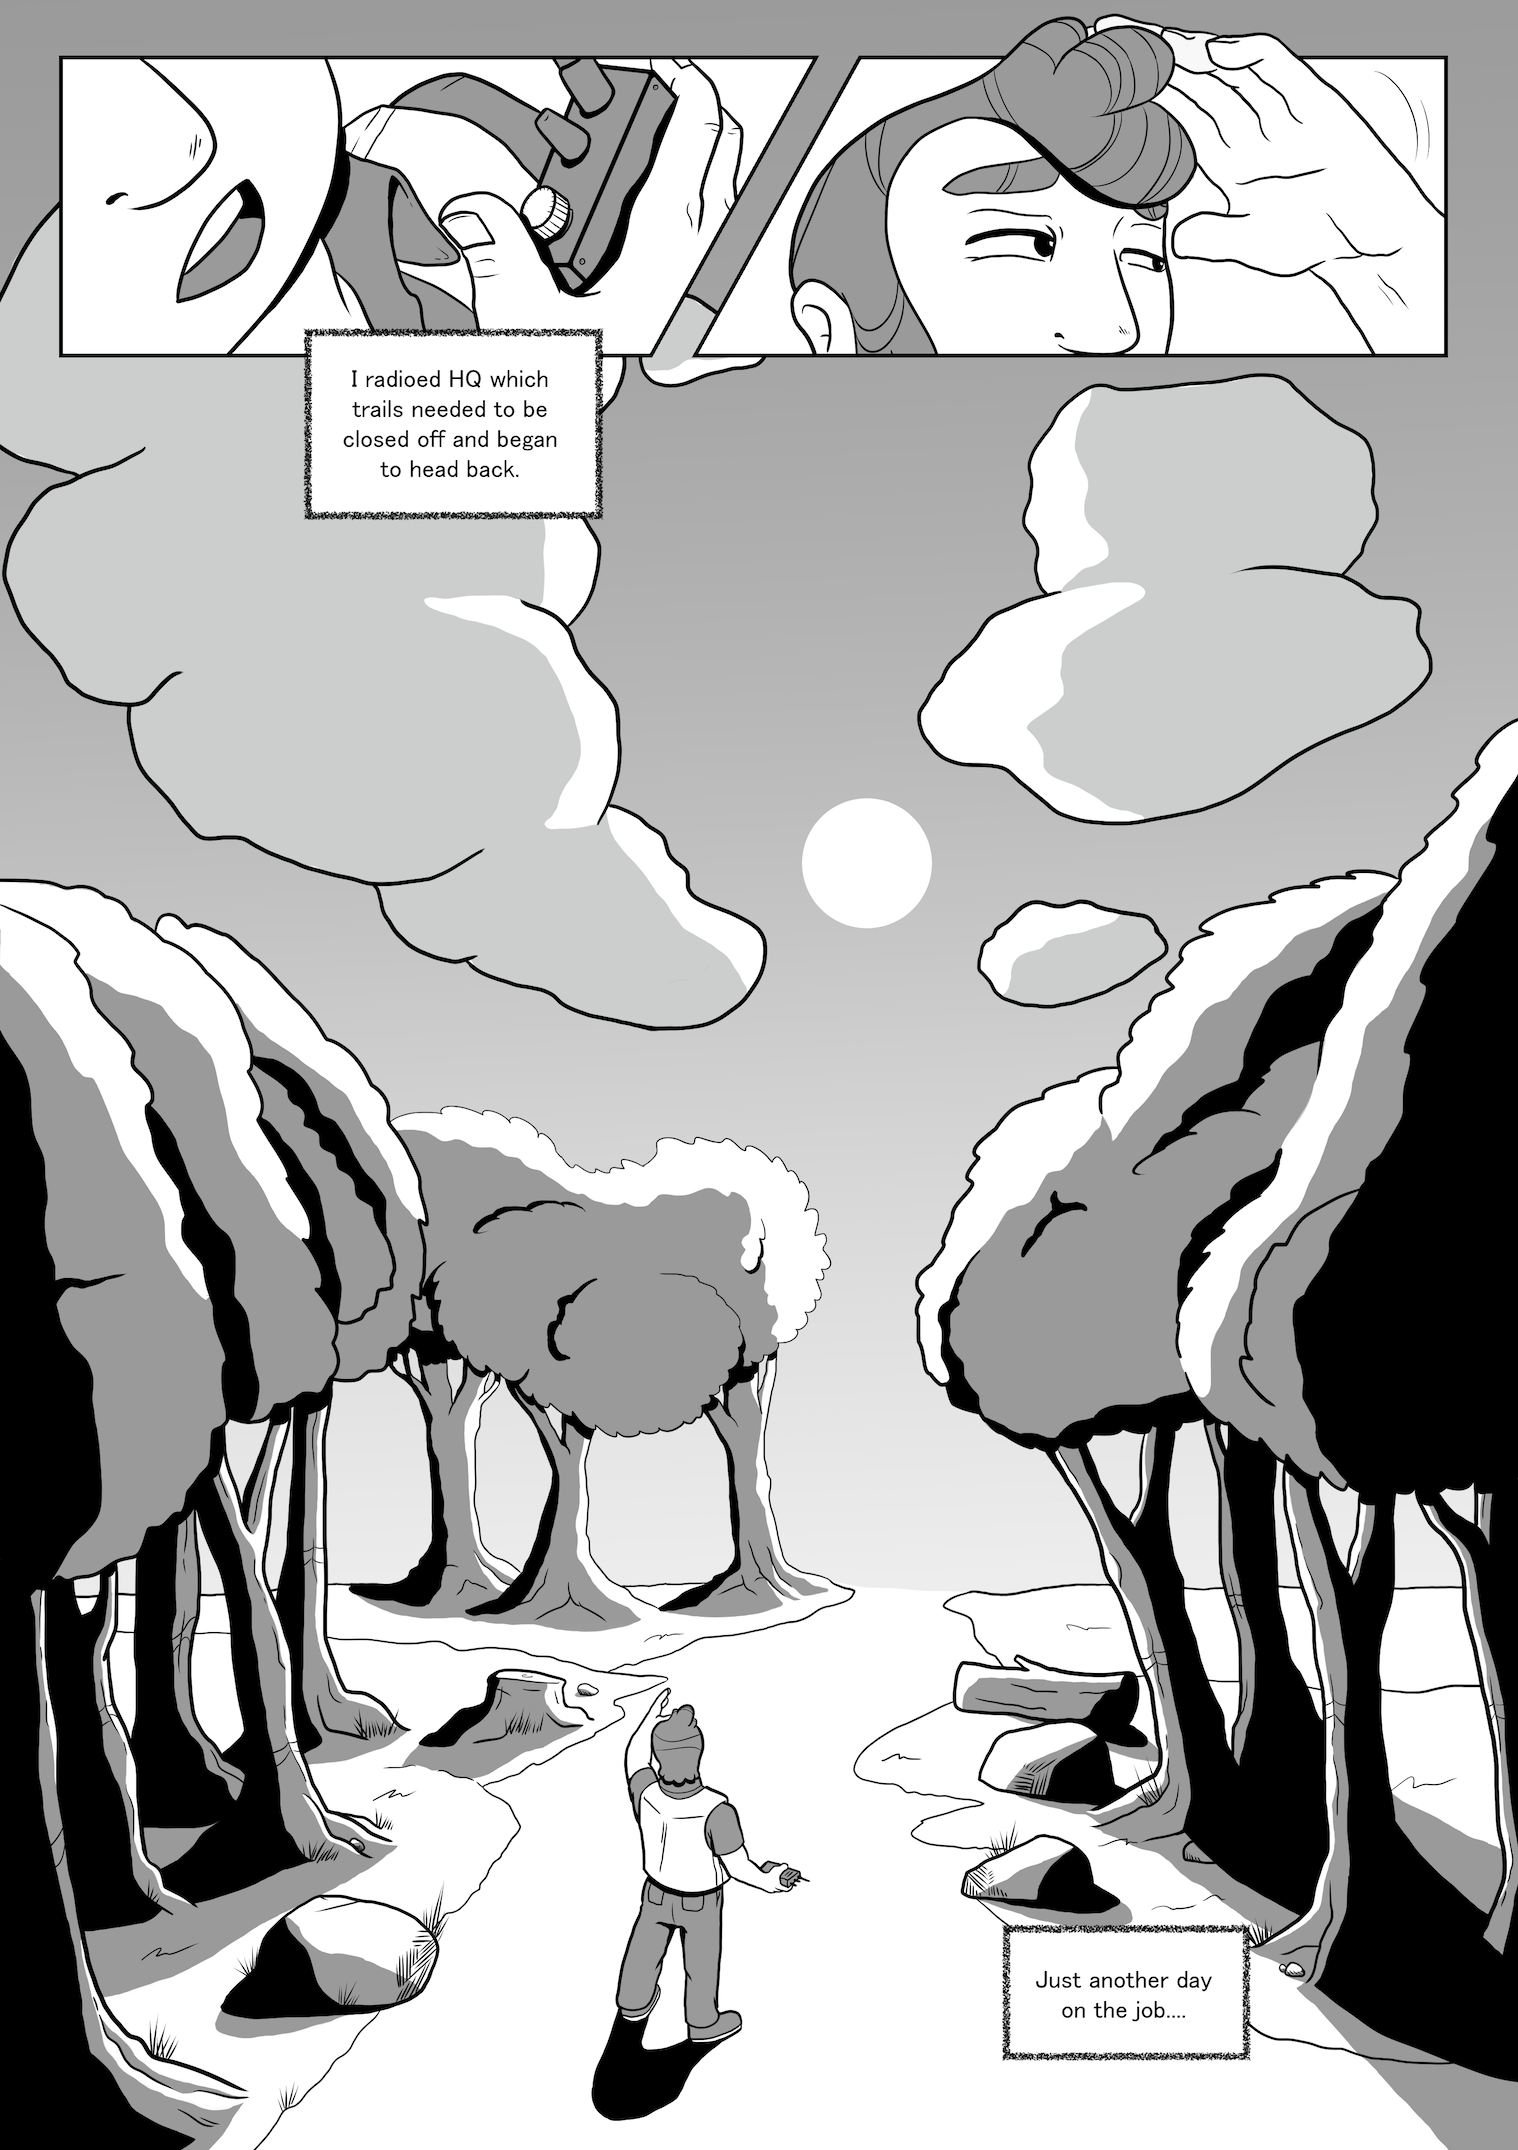 I radioed HQ which
trails needed to be
closed off and began
to head back.
Just another day
on the job....